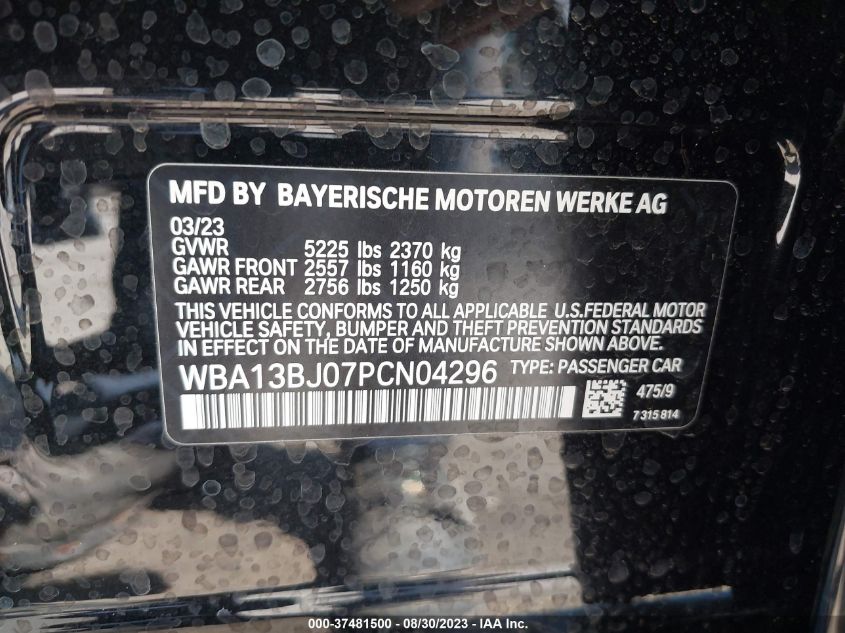 MFD BY BAYERISCHE MOTOREN WERKE AG
03/23
GVWR 5225 lbs 2370 kg
GAWR FRONT 2557 lbs 1160 kg
GAWR REAR 2756 lbs 1250 kg
THIS VEHICLE CONFORMS TO ALL APPLICABLE U.S.FEDERAL MOTOR
VEHICLE SAFETY, BUMPER AND THEFT PREVENTION STANDARDS
IN EFFECT ON THE DATE OF MANUFACTURE SHOWN ABOVE.
WBA13BJ07PCN04296 TYPE: PASSENGER CAR
475/9
7 315 814
000-37481500 - 08/30/2023 - IAA Inc.